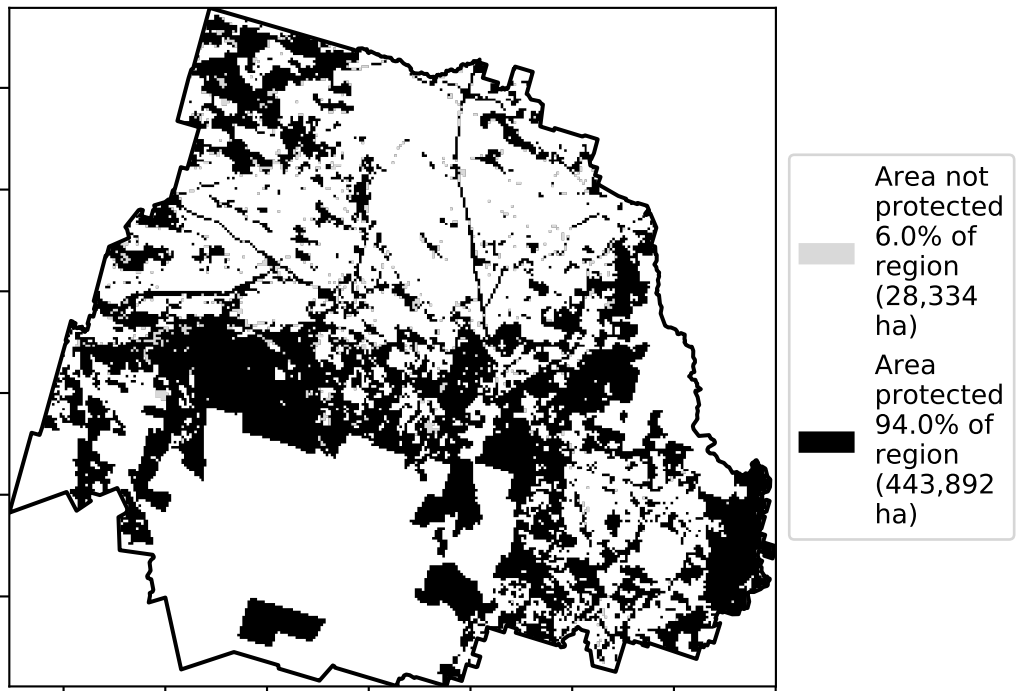 Area not
protected
6.0% of
region
(28,334
ha)
Area
protected
94.0% of
region
(443,892
ha)